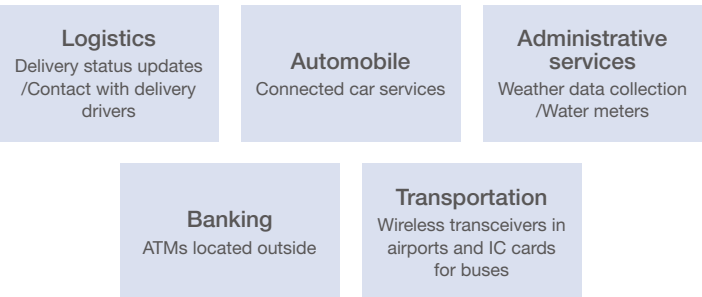 Logistics
Delivery status updates
/Contact with delivery
drivers
Automobile
Connected car services
Administrative
services
Weather data collection
/Water meters
Banking
ATMs located outside
Transportation
Wireless transceivers in
airports and IC cards
for buses